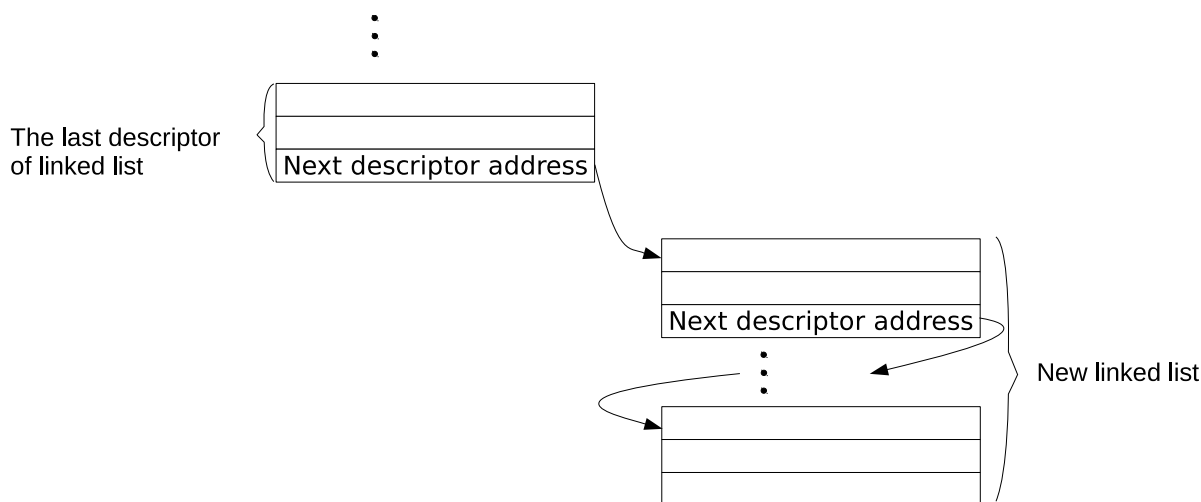 The last descriptor
of linked list
Next descriptor address
Next descriptor address
New linked list